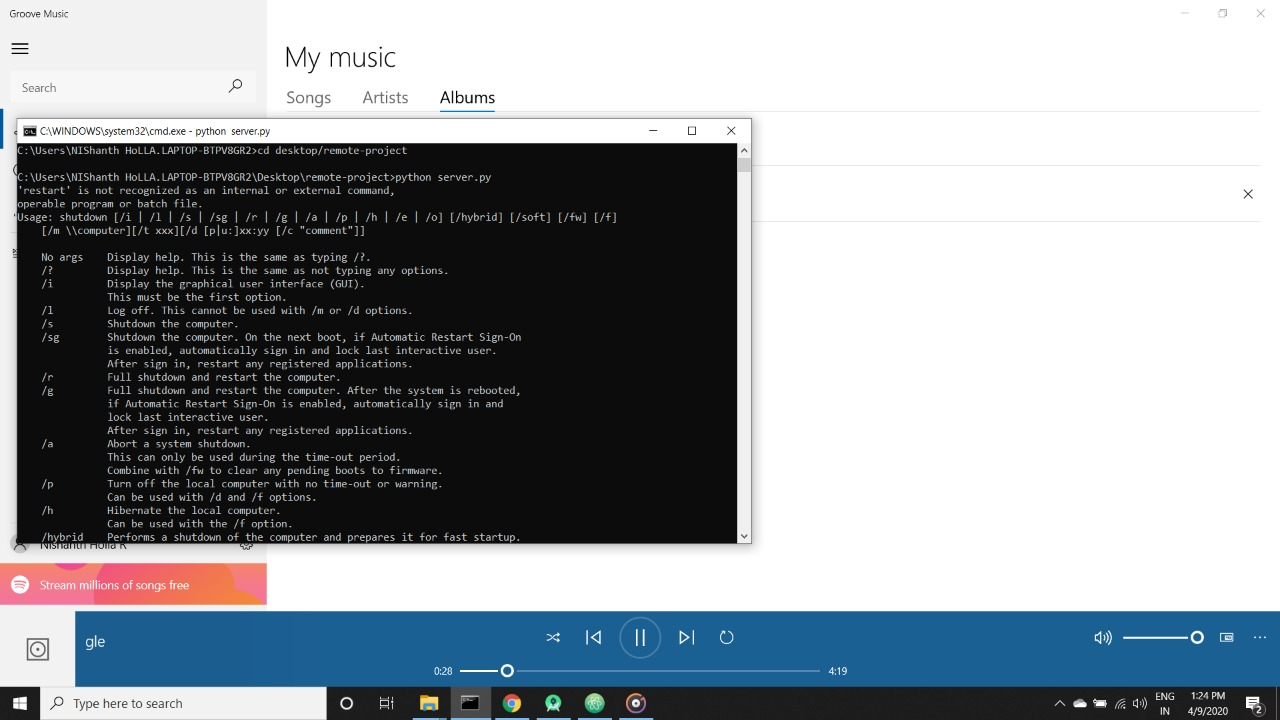 Groove Music
Search
My music
Songs Artists Albums
C:\WINDOWS\system32\cmd.exe - python  server.py
C:\Users\NIShanth HoLLA.LAPTOP-BTPV8GR2>cd desktop/remote-project
C:\Users\NIShanth HoLLA.LAPTOP-BTPV8GR2\Desktop\remote-project>python server.py
'restart' is not recognized as an internal or external command,
operable program or batch file.
Usage: shutdown [/i | /l | /s | /sg | /r | /g | /a | /p | /h | /e | /o] [/hybrid] [/soft] [/fw] [/f]
    [/m \\computer][/t xxx][/d [p|u:]xx:yy [/c "comment"]]
    No args    Display help. This is the same as typing /?.
    /?         Display help. This is the same as not typing any options.
    /i         Display the graphical user interface (GUI).
               This must be the first option.
    /l         Log off. This cannot be used with /m or /d options.
    /s         Shutdown the computer.
    /sg        Shutdown the computer. On the next boot, if Automatic Restart Sign-On
               is enabled, automatically sign in and lock last interactive user.
               After sign in, restart any registered applications.
    /r         Full shutdown and restart the computer.
    /g         Full shutdown and restart the computer. After the system is rebooted,
               if Automatic Restart Sign-On is enabled, automatically sign in and
               lock last interactive user.
               After sign in, restart any registered applications.
    /a         Abort a system shutdown.
               This can only be used during the time-out period.
               Combine with /fw to clear any pending boots to firmware.
    /p         Turn off the local computer with no time-out or warning.
               Can be used with /d and /f options.
    /h         Hibernate the local computer.
               Can be used with the /f option.
    /hybrid    Performs a shutdown of the computer and prepares it for fast startup.
Nishanth Holla K
Stream millions of songs free
gle
0:28 4:19
Type here to search
ENG
IN
1:24 PM
4/9/2020
2